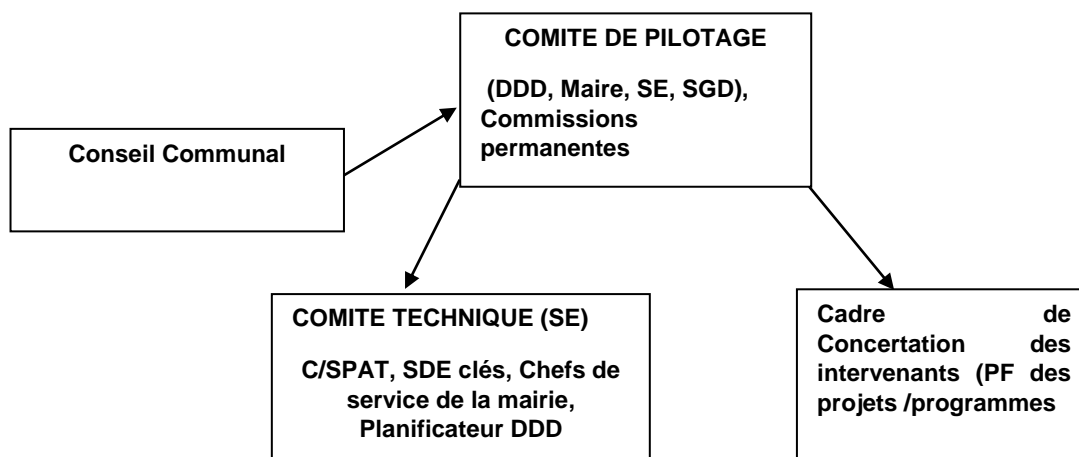 COMITE DE PILOTAGE
(DDD, Maire, SE, SGD),
Commissions
permanentes
Conseil Communal
COMITE TECHNIQUE (SE)
C/SPAT, SDE clés, Chefs de
service de la mairie,
Planificateur DDD
Cadre de
Concertation des
intervenants (PF des
projets /programmes